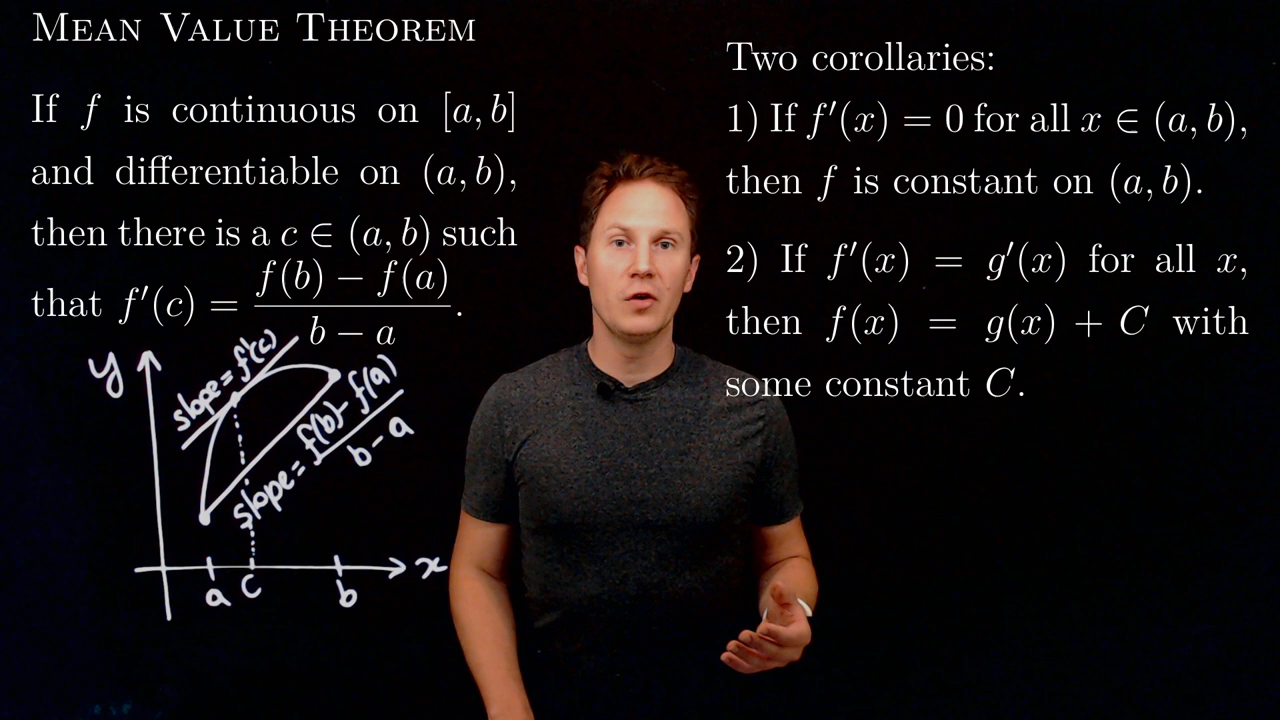 MEAN VALUE THEOREM
If f is continuous on [a, b]
and differentiable on (a, b),
then there is a c ∈ (a, b) such
that f′(c) = (f(b) − f(a))/(b − a).
Two corollaries:
1) If f′(x) = 0 for all x ∈ (a, b),
then f is constant on (a, b).
2) If f′(x) = g′(x) for all x,
then f(x) = g(x) + C with
some constant C.
y
slope = f'(c)
slope = (f(b) - f(a))/(b - a)
x
a c b